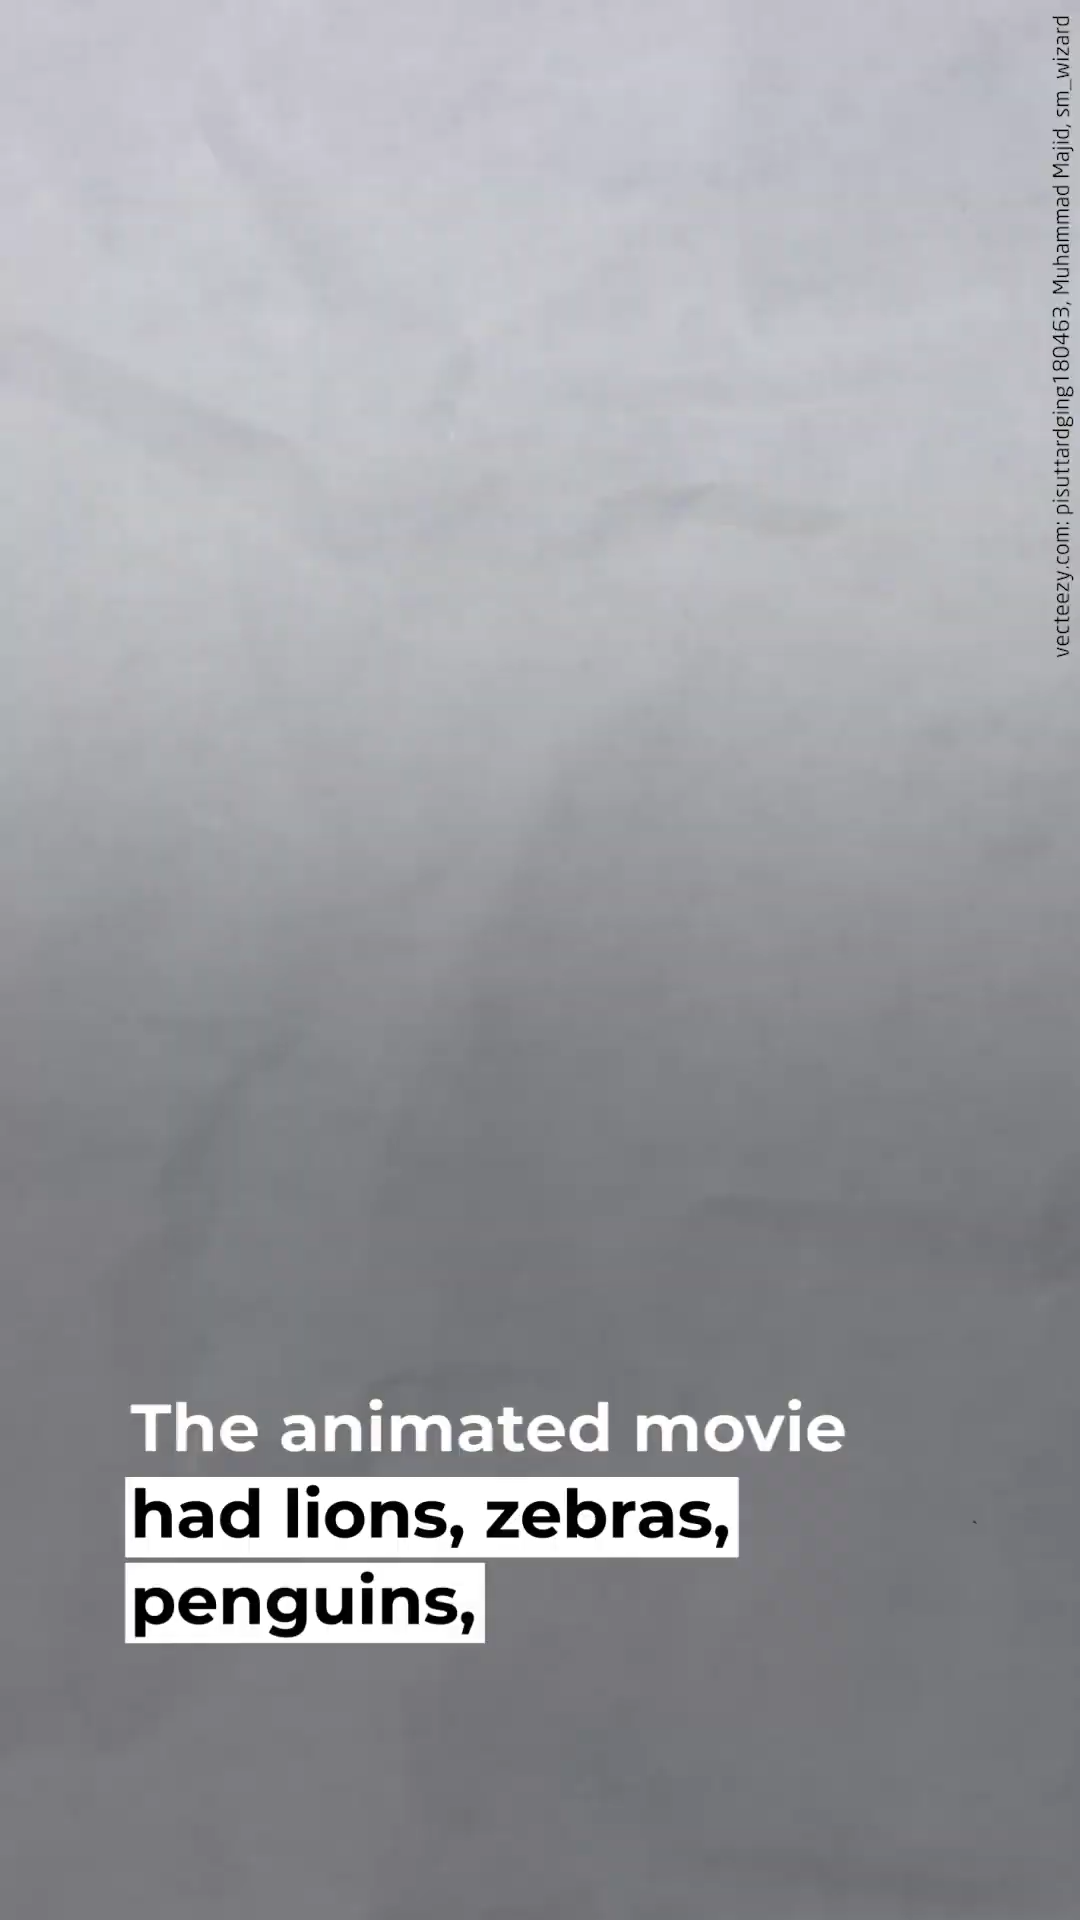 vecteezy.com: pisuttardging180463, Muhammad Majid, sm_wizard
The animated movie
had lions, zebras,
penguins,